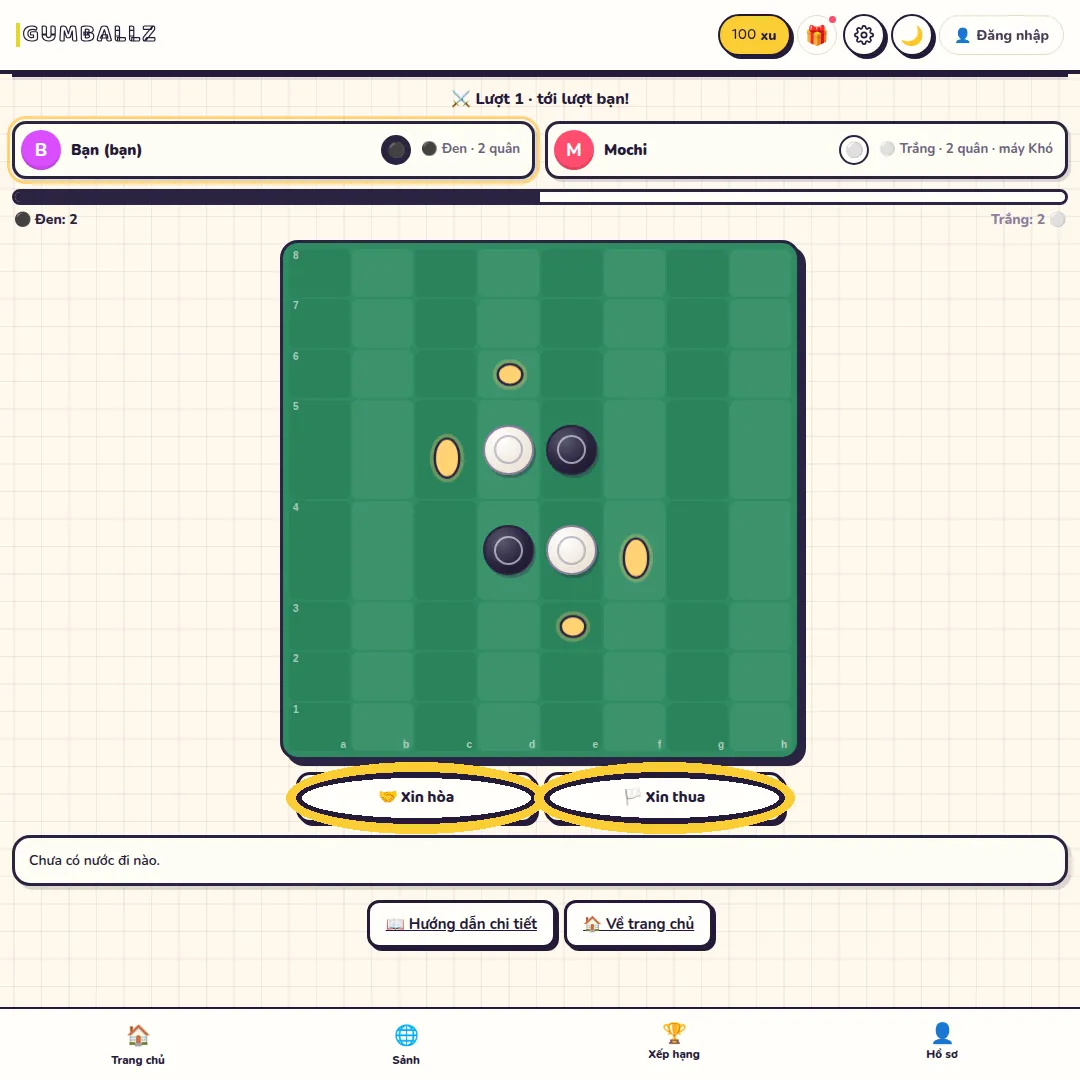 GUMBALLZ
100 xu
Đăng nhập
Lượt 1 · tới lượt bạn!
B Bạn (bạn) Đen · 2 quân
M Mochi Trắng · 2 quân · máy Khó
Đen: 2
Trắng: 2
8
7
6
5
4
3
2
1
a b c d e f g h
Xin hòa
Xin thua
Chưa có nước đi nào.
Hướng dẫn chi tiết
Về trang chủ
Trang chủ
Sảnh
Xếp hạng
Hồ sơ